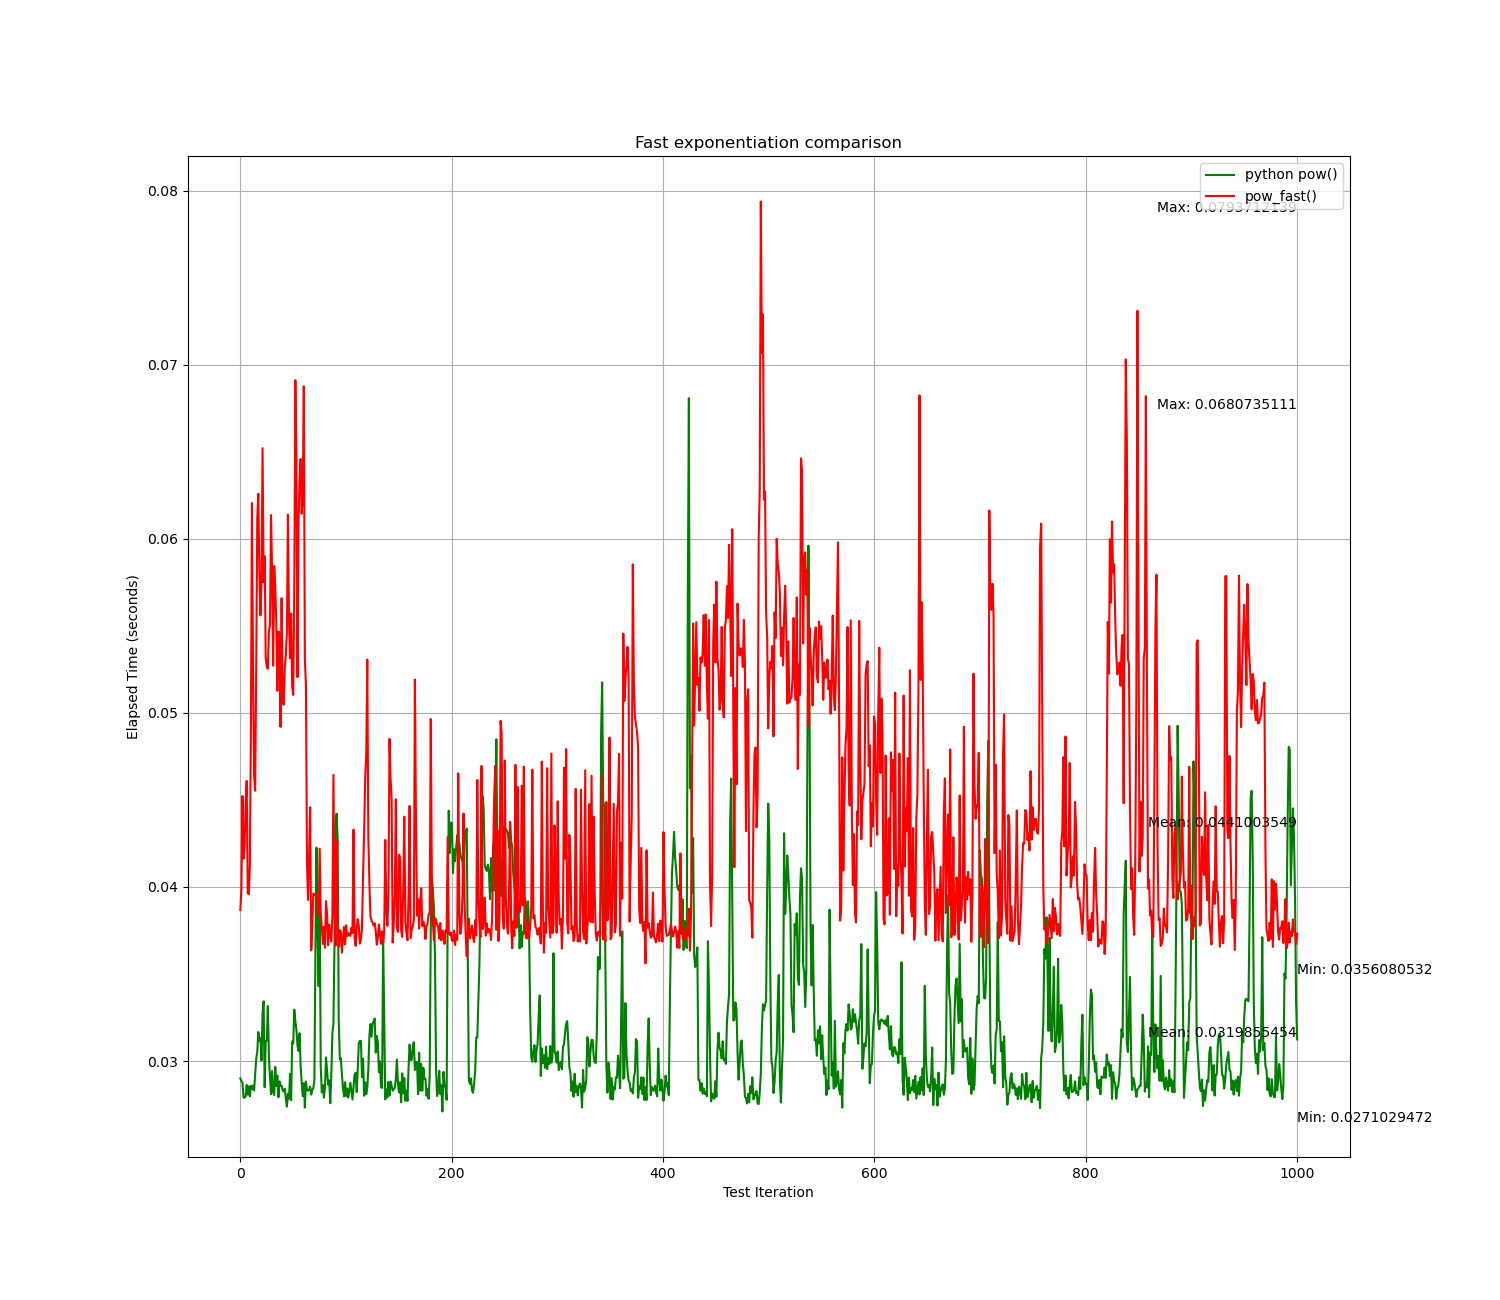 Fast exponentiation comparison
python pow()
pow_fast()
Max: 0.0793712139
Max: 0.0680735111
Mean: 0.0441003549
Min: 0.0356080532
Mean: 0.0319855454
Min: 0.0271029472
0.08
0.07
0.06
0.05
0.04
0.03
Elapsed Time (seconds)
0 200 400 600 800 1000
Test Iteration